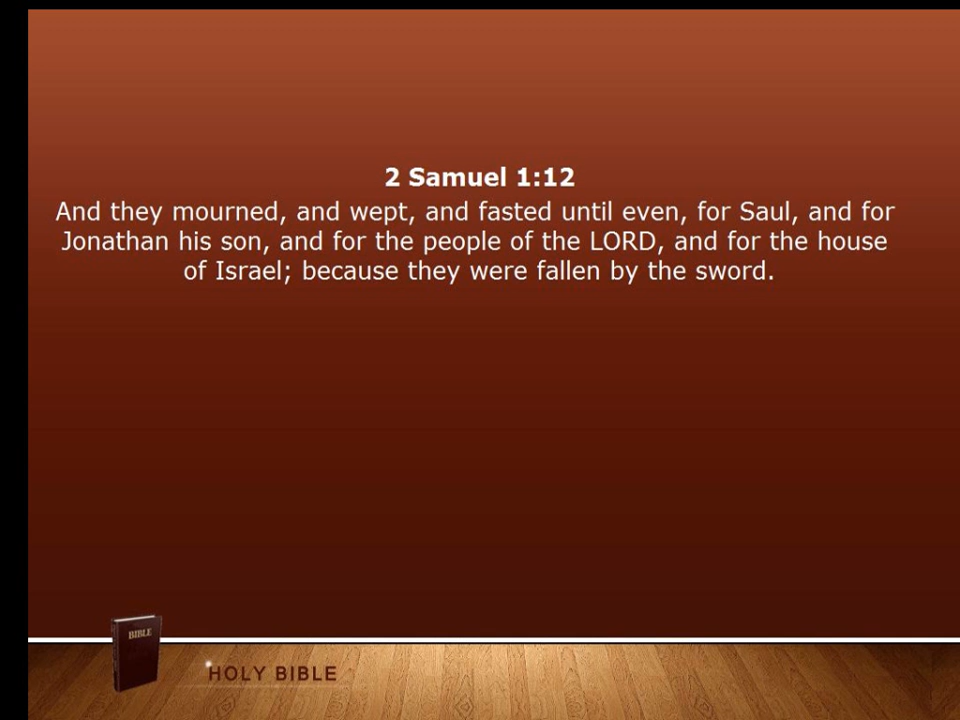 2 Samuel 1:12
And they mourned, and wept, and fasted until even, for Saul, and for
Jonathan his son, and for the people of the LORD, and for the house
of Israel; because they were fallen by the sword.
BIBLE
HOLY BIBLE